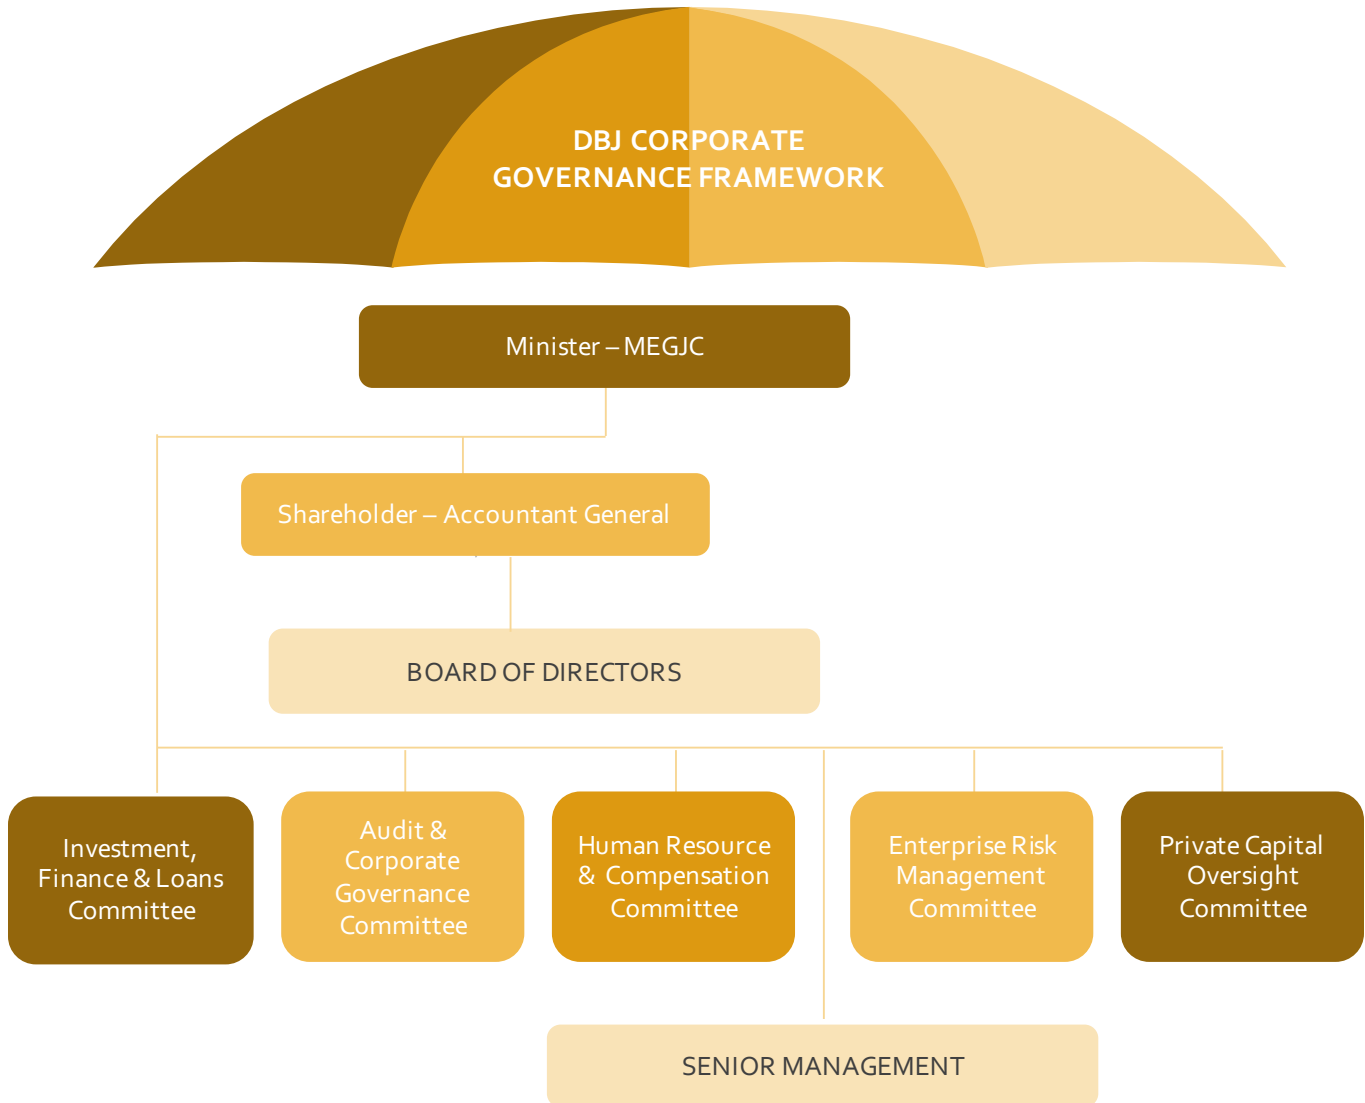 DBJ CORPORATE
GOVERNANCE FRAMEWORK
Minister – MEGJC
Shareholder – Accountant General
BOARD OF DIRECTORS
Investment,
Finance & Loans
Committee
Audit &
Corporate
Governance
Committee
Human Resource
& Compensation
Committee
Enterprise Risk
Management
Committee
Private Capital
Oversight
Committee
SENIOR MANAGEMENT